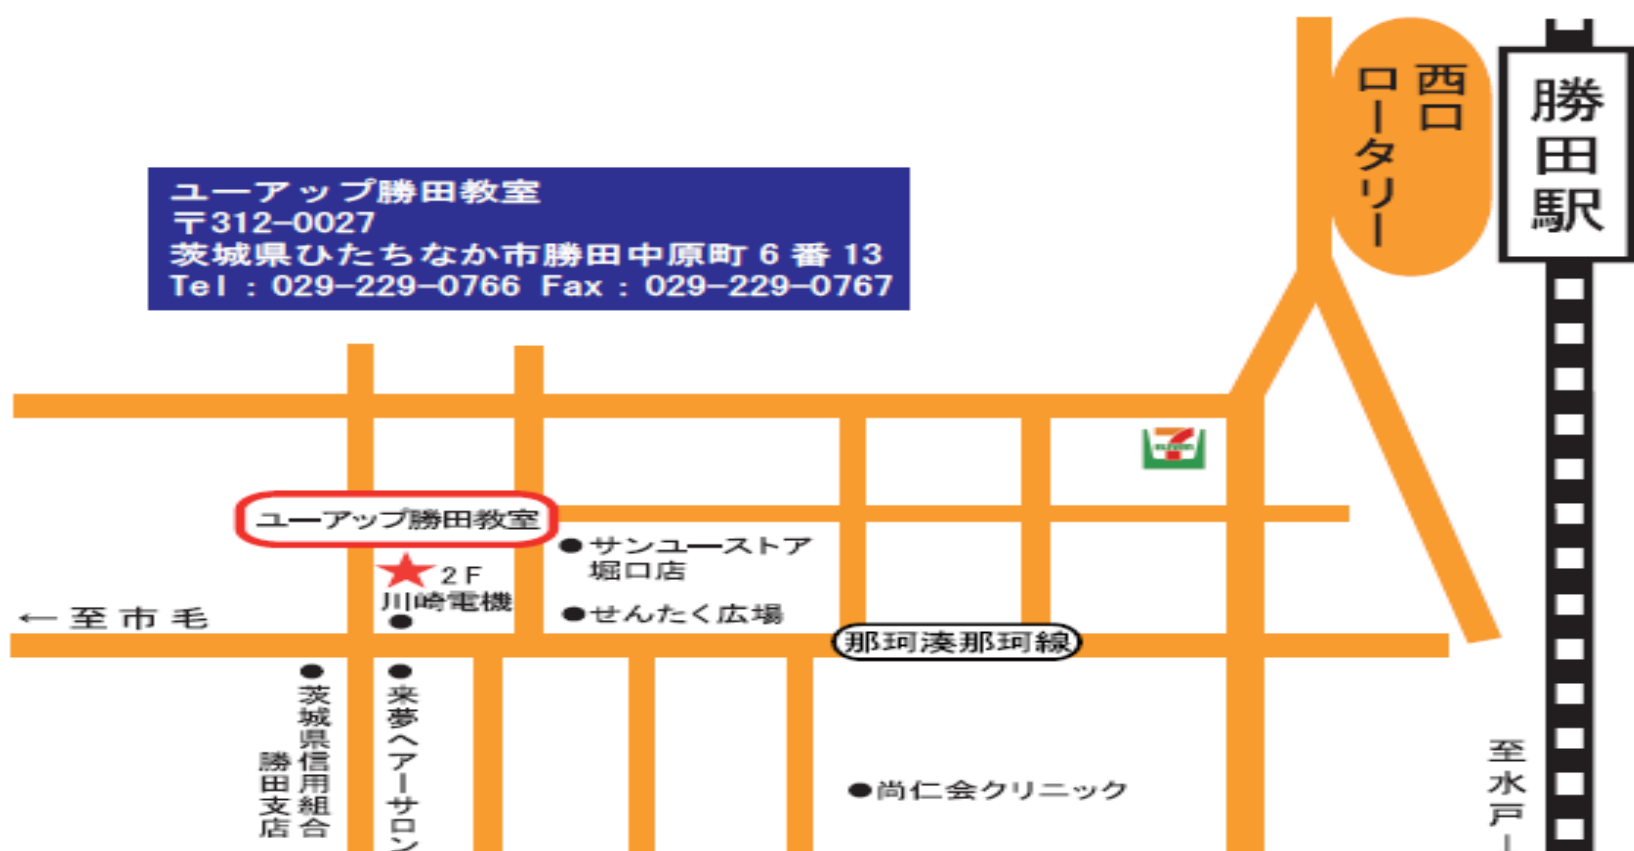 西口
ロータリー
勝田駅
ユーアップ勝田教室
〒312-0027
茨城県ひたちなか市勝田中原町6番13
Tel：029-229-0766 Fax：029-229-0767
ユーアップ勝田教室
サンユーストア
堀口店
2F
川崎電機
せんたく広場
←至市毛
那珂湊那珂線
茨城県信用組合
勝田支店
来夢ヘアーサロン
尚仁会クリニック
至水戸